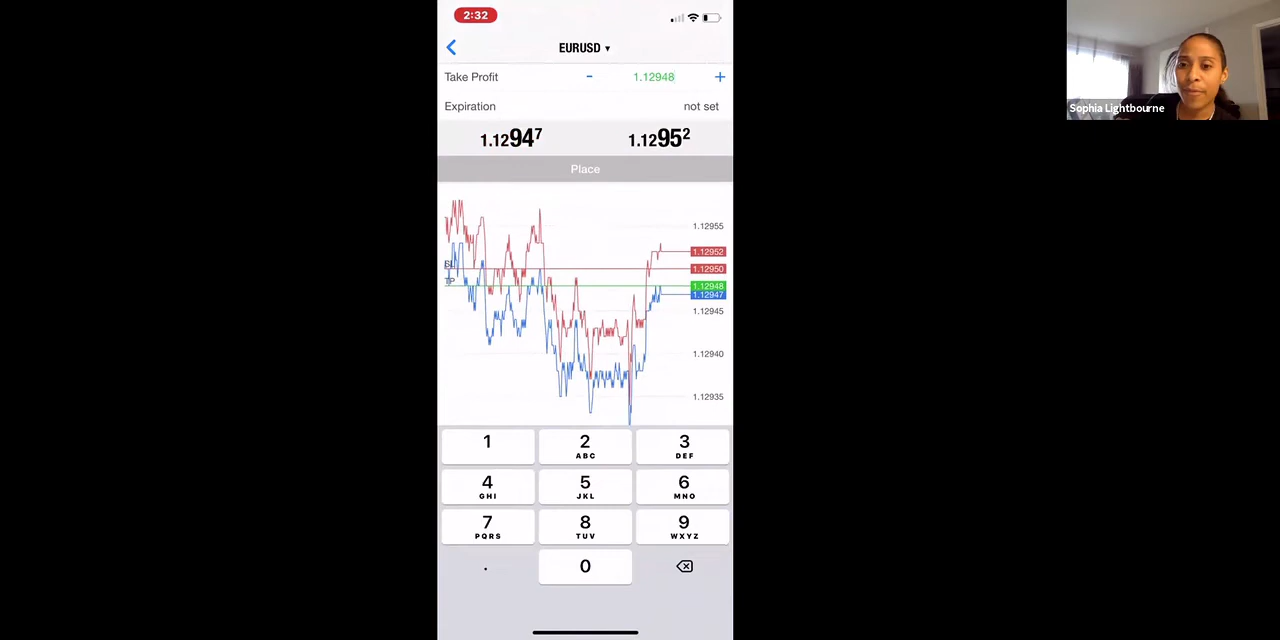 2:32
EURUSD ▾
Take Profit - 1.12948 +
Expiration not set
1.12947 1.12952
Place
1.12955
1.12952
SL
1.12950
TP
1.12948
1.12947
1.12945
1.12940
1.12935
1 2 3
ABC DEF
4 5 6
GHI JKL MNO
7 8 9
PQRS TUV WXYZ
. 0
Sophia Lightbourne